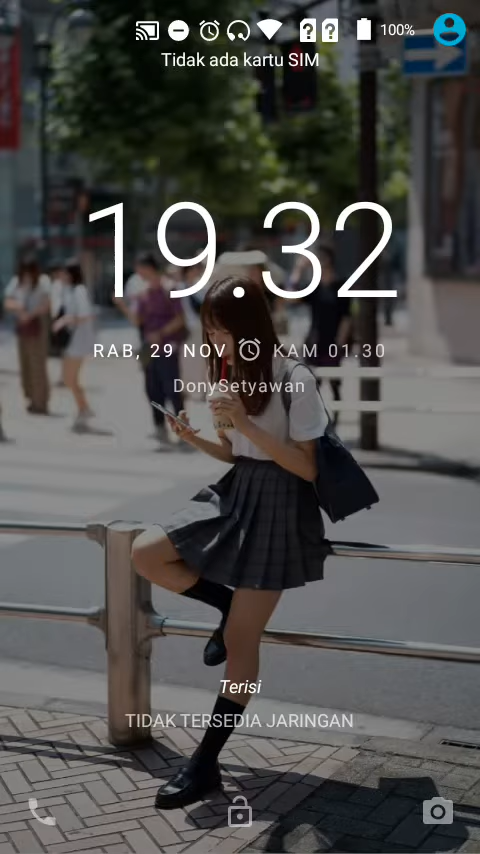 ? ? 100%
Tidak ada kartu SIM
19.32
RAB, 29 NOV KAM 01.30
DonySetyawan
Terisi
TIDAK TERSEDIA JARINGAN